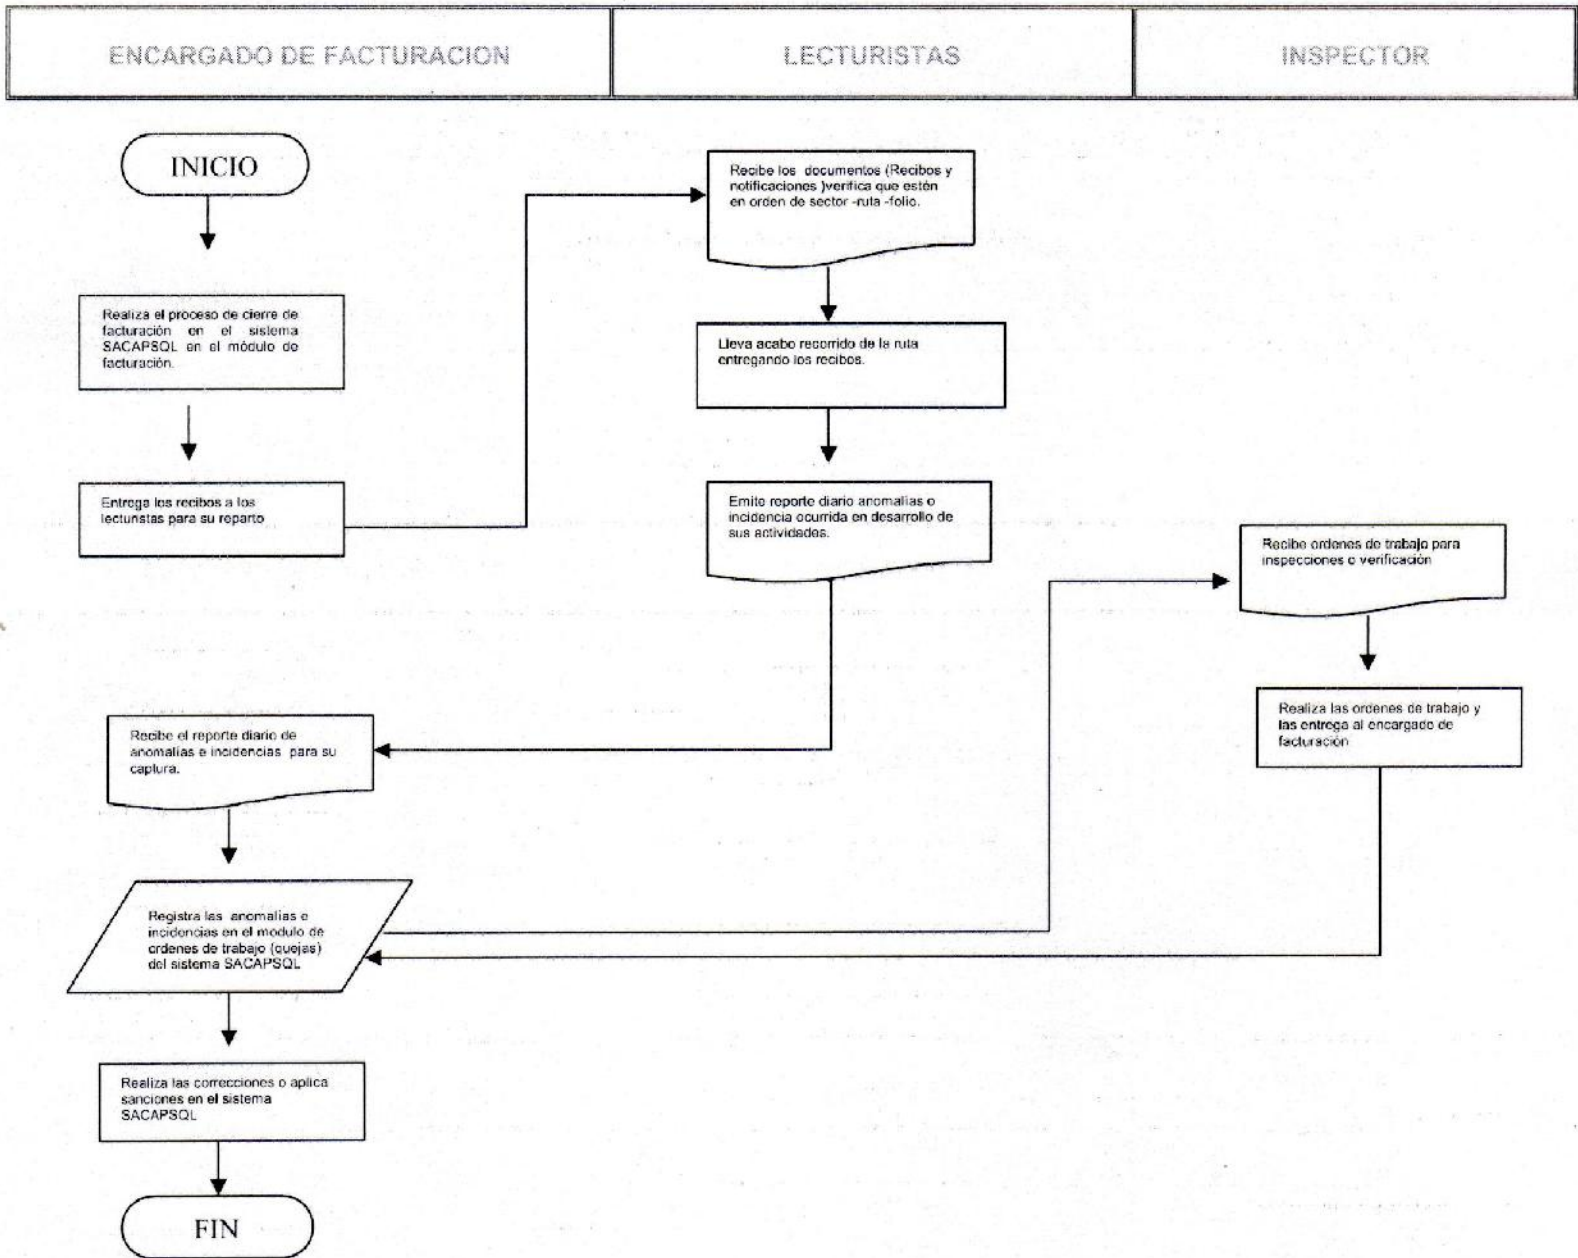 ENCARGADO DE FACTURACION
LECTURISTAS
INSPECTOR
INICIO
Realiza el proceso de cierre de
facturación en el sistema
SACAPSQL en el módulo de
facturación.
Entrega los recibos a los
lecturistas para su reparto
Recibe los documentos (Recibos y
notificaciones )verifica que estén
en orden de sector -ruta -folio.
Lleva acabo recorrido de la ruta
entregando los recibos.
Emite reporte diario anomalías o
incidencia ocurrida en desarrollo de
sus actividades.
Recibe el reporte diario de
anomalías e incidencias para su
captura.
Registra las anomalías e
incidencias en el modulo de
ordenes de trabajo (quejas)
del sistema SACAPSQL
Recibe ordenes de trabajo para
inspecciones o verificación
Realiza las ordenes de trabajo y
las entrega al encargado de
facturación
Realiza las correcciones o aplica
sanciones en el sistema
SACAPSQL
FIN